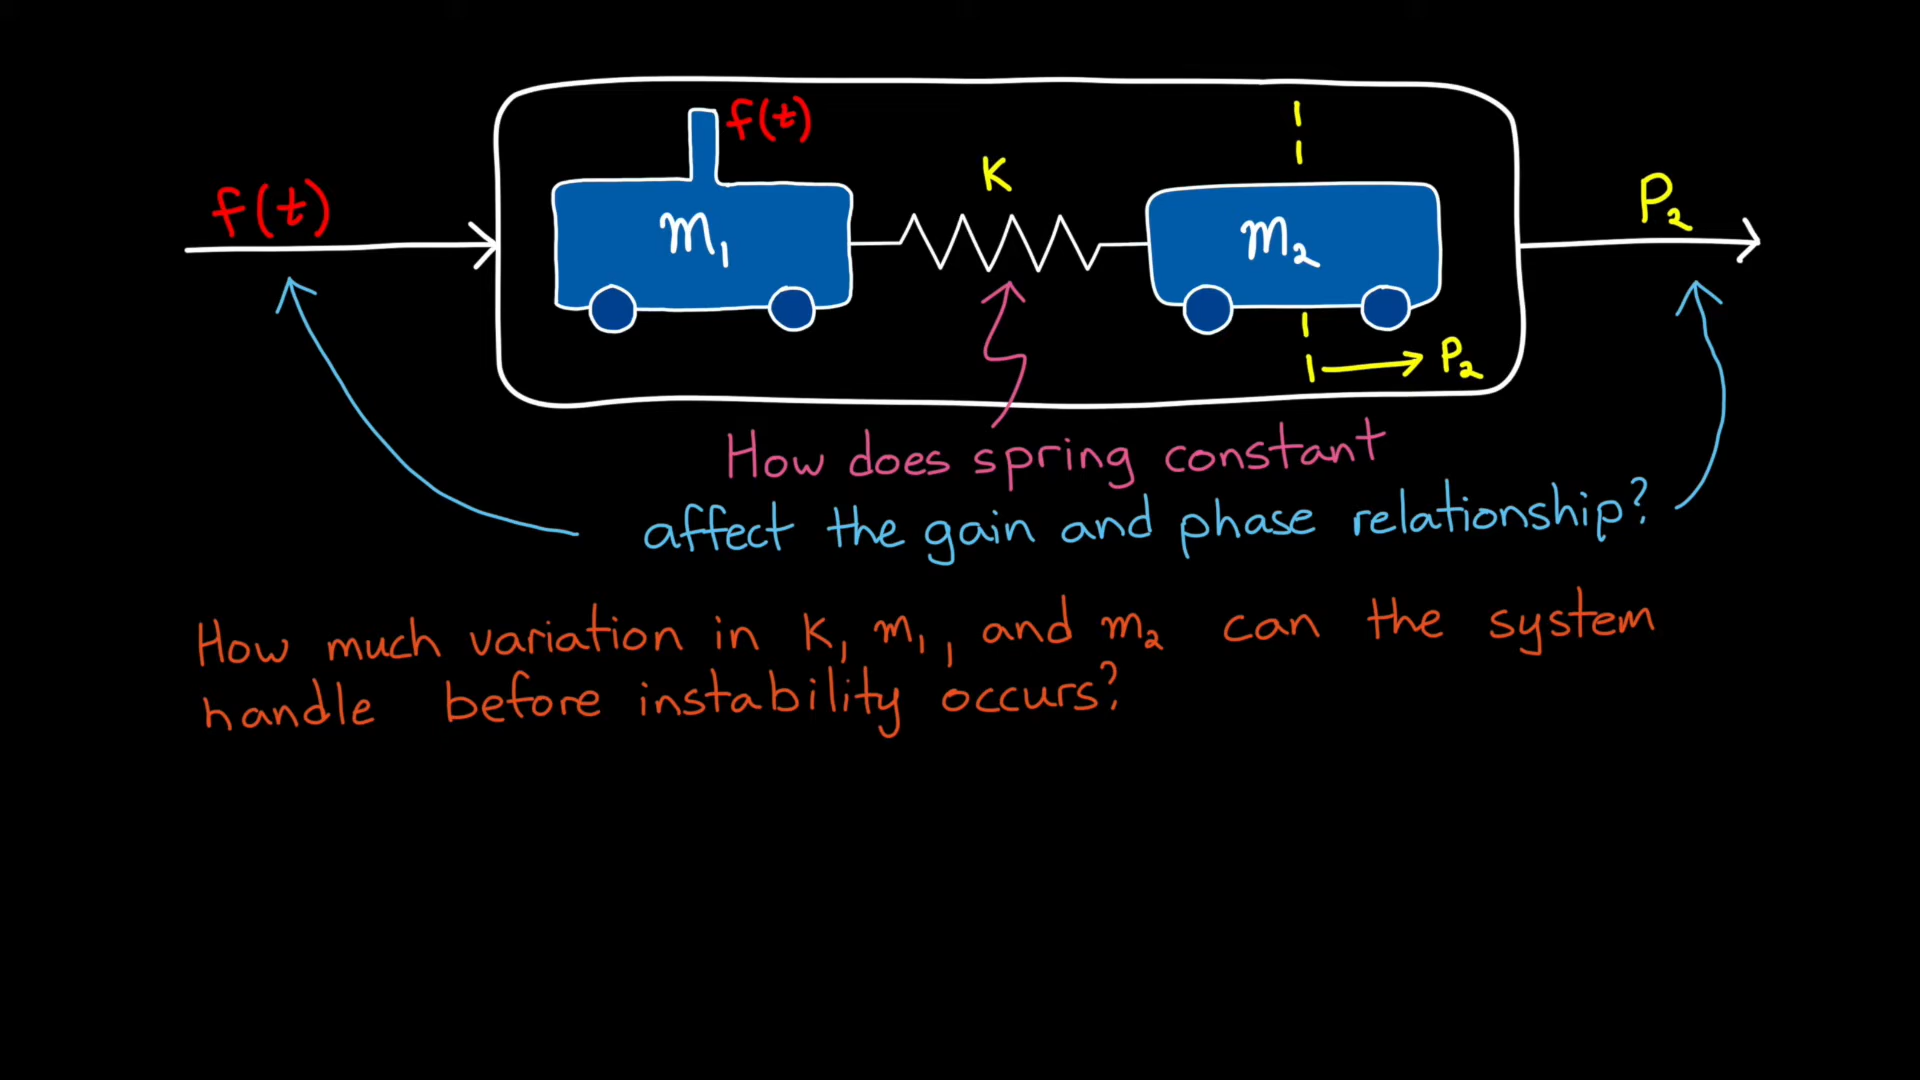 f(t)
K
f(t)
m₁
m₂
P₂
P₂
How does spring constant
affect the gain and phase relationship?
How much variation in K, m₁, and m₂ can the system
handle before instability occurs?